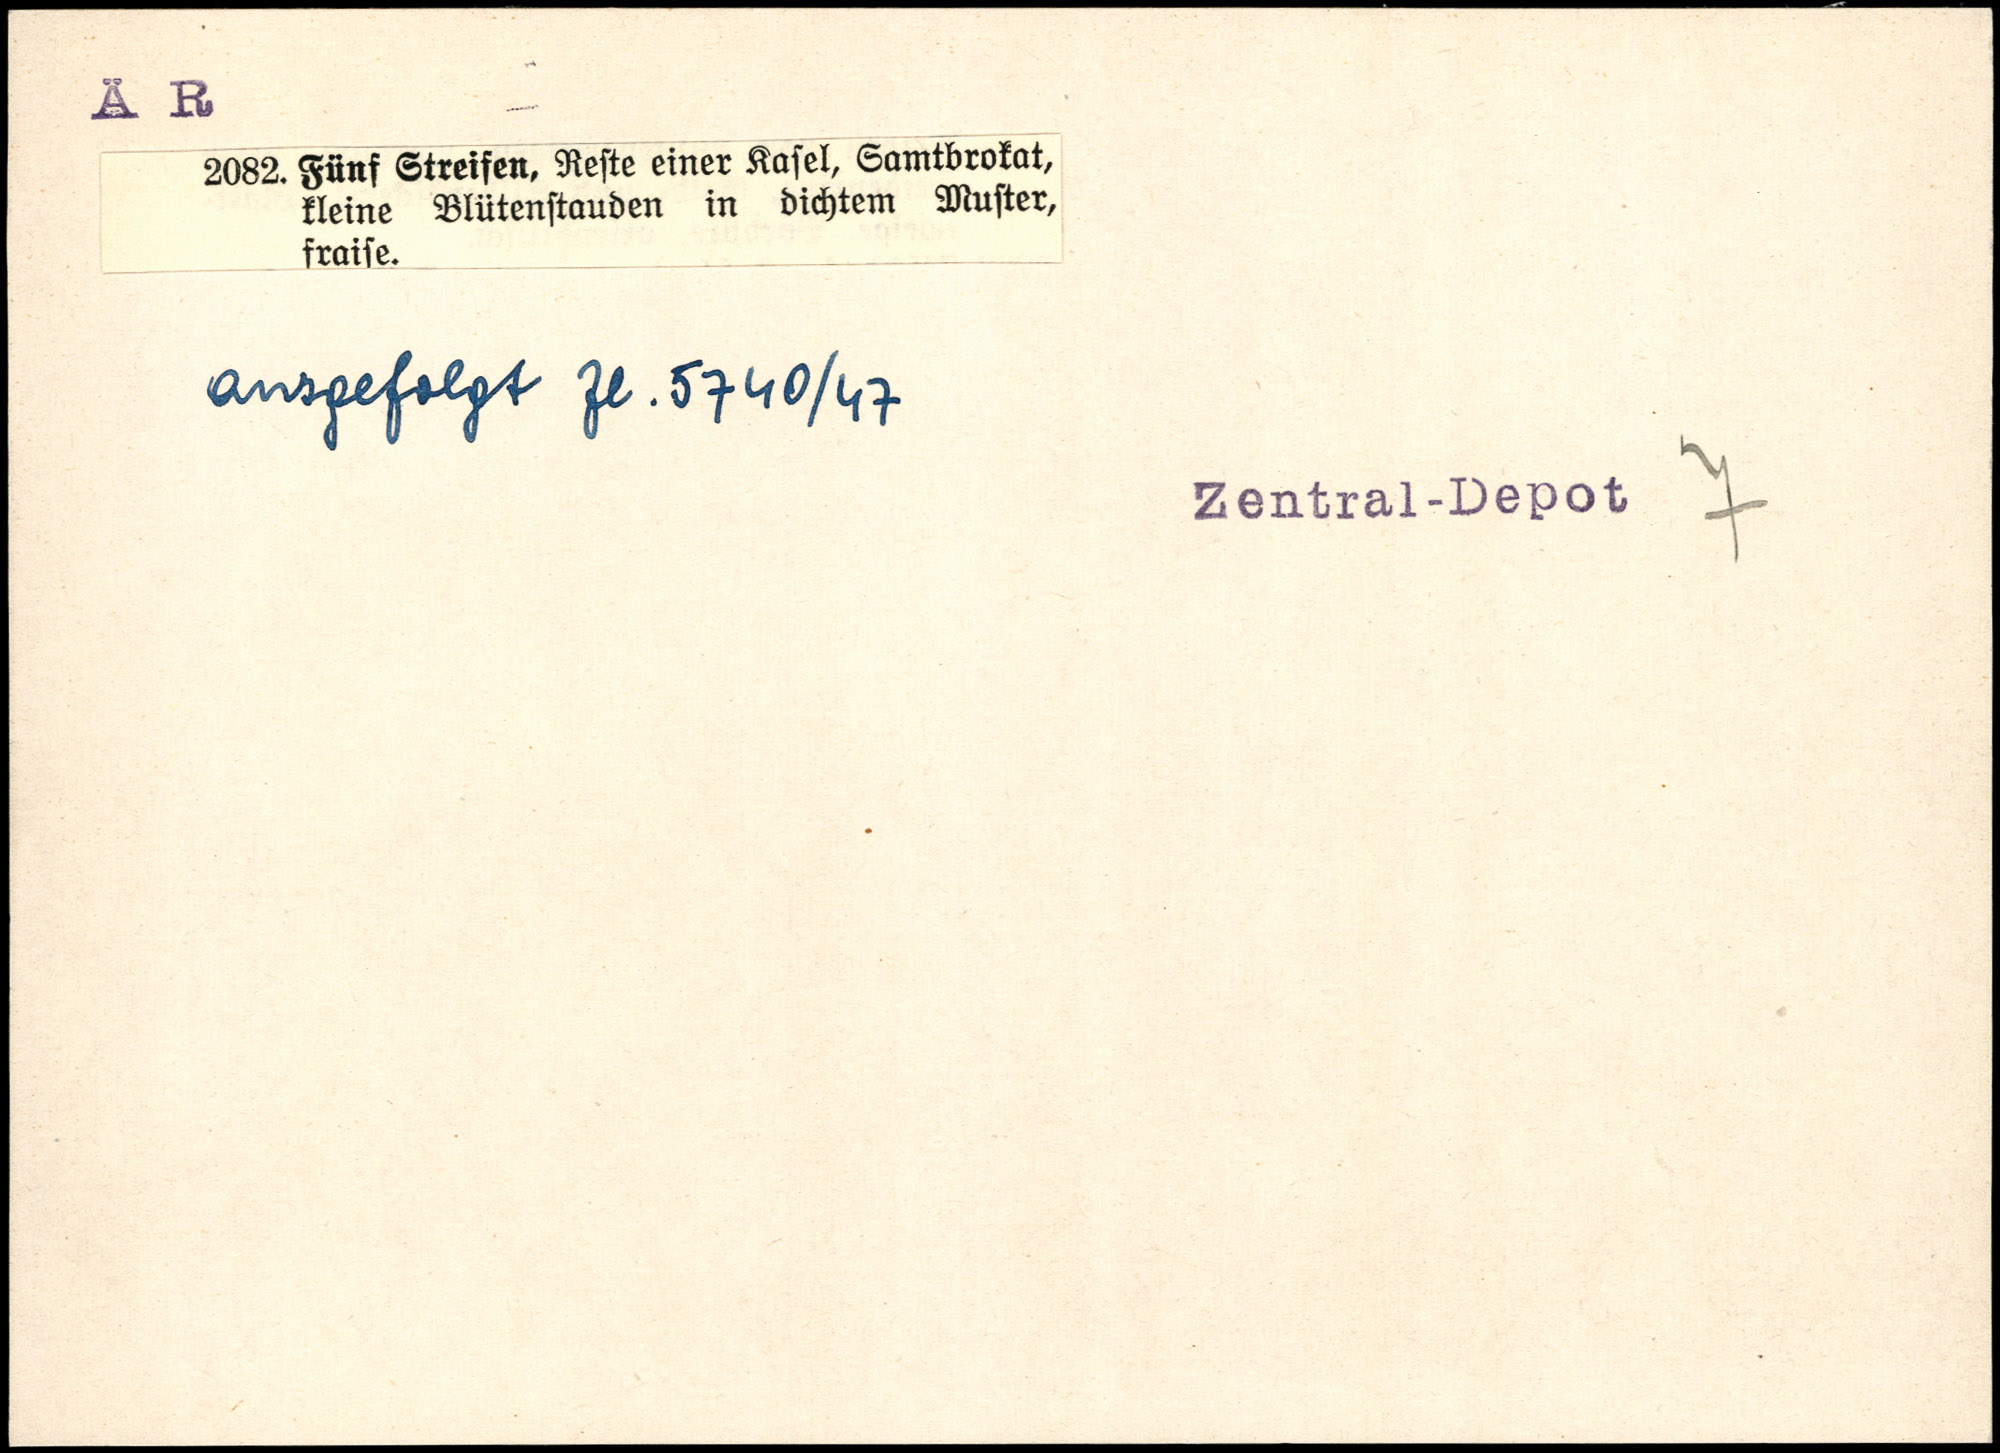 Ä R
2082. Fünf Streifen, Reste einer Kasel, Samtbrokat,
kleine Blütenstauden in dichtem Muster,
fraise.
ausgefolgt Zl. 5740/47
Zentral-Depot 7